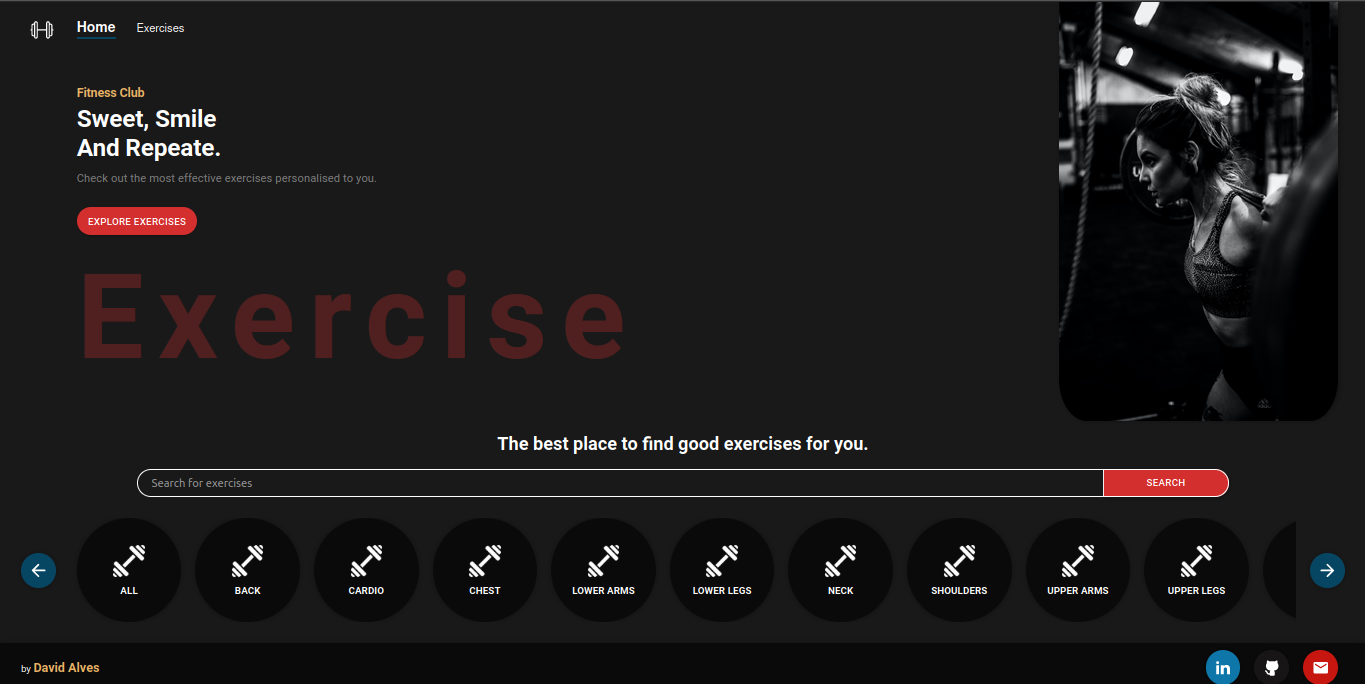 Home
Exercises
Fitness Club
Sweet, Smile
And Repeate.
Check out the most effective exercises personalised to you.
EXPLORE EXERCISES
Exercise
The best place to find good exercises for you.
Search for exercises
SEARCH
ALL
BACK
CARDIO
CHEST
LOWER ARMS
LOWER LEGS
NECK
SHOULDERS
UPPER ARMS
UPPER LEGS
by David Alves
in